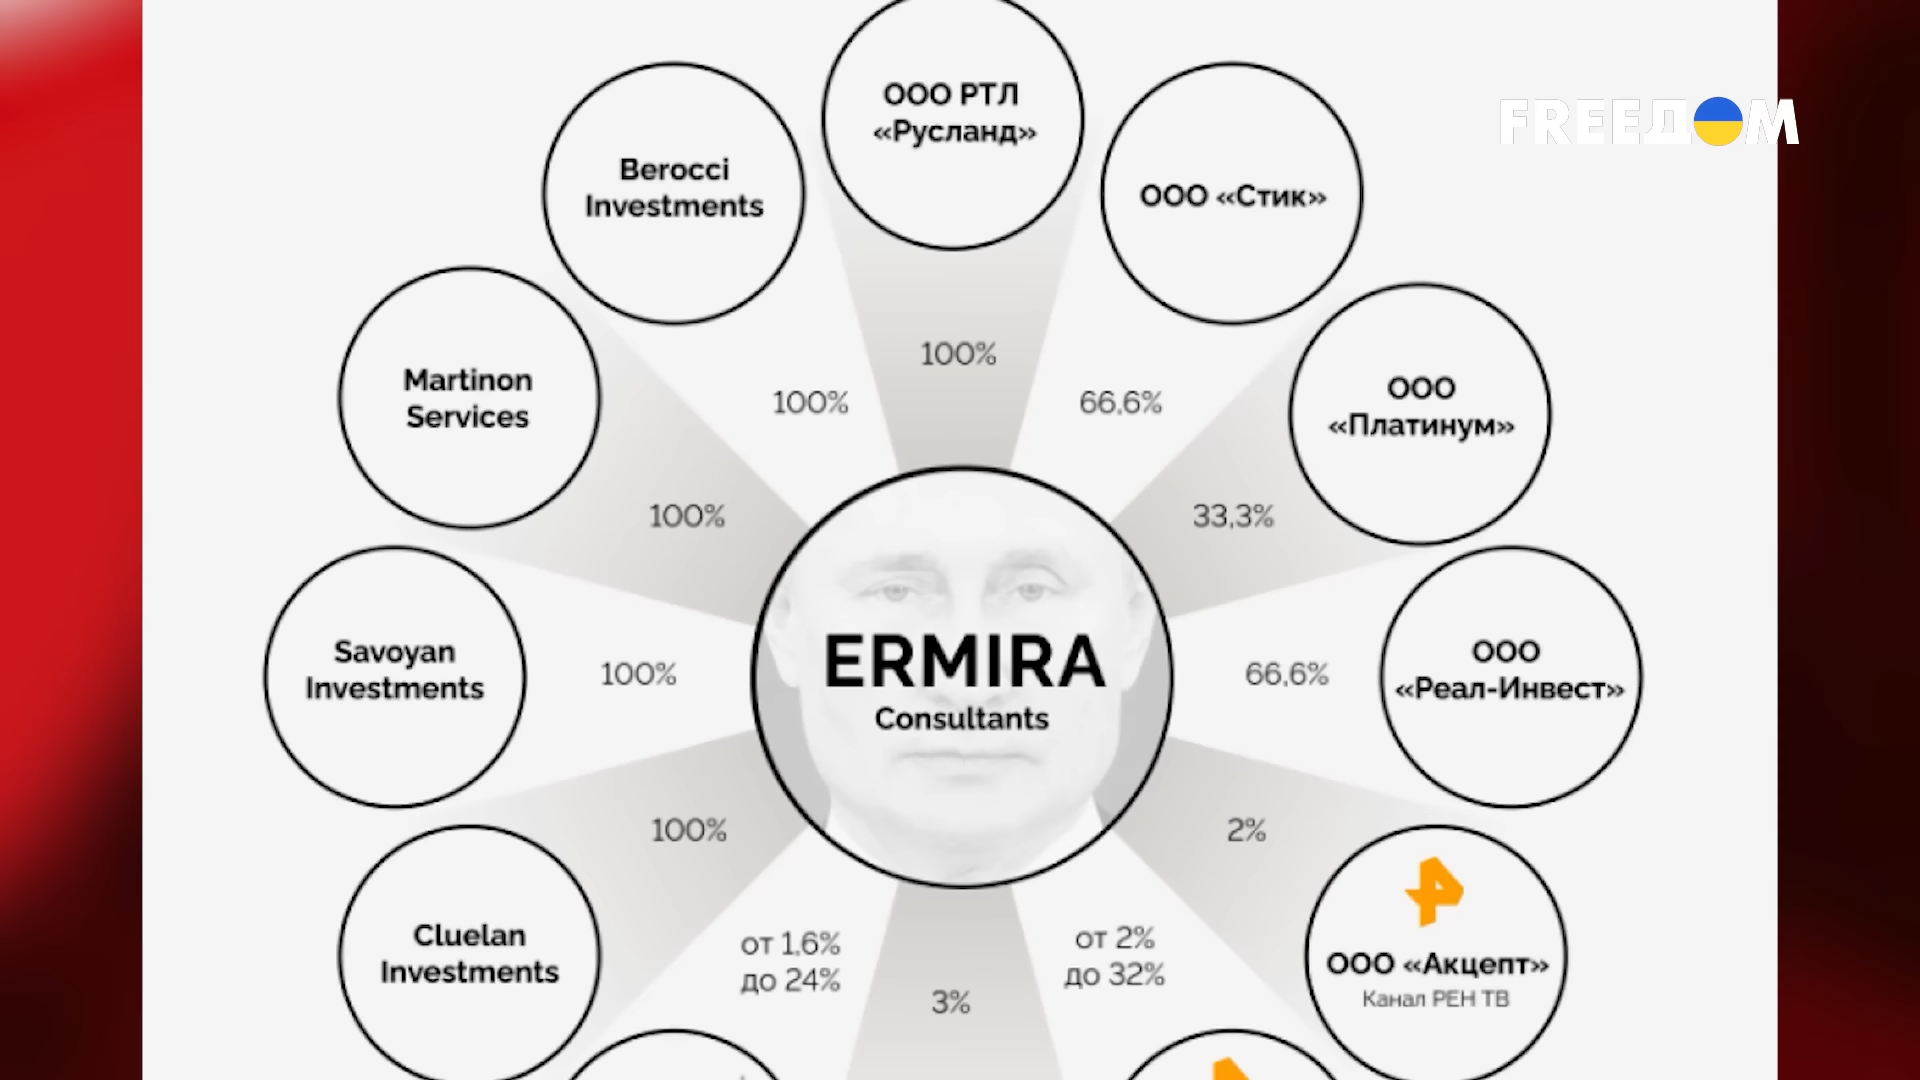 ООО РТЛ
«Русланд»
FREEДОМ
Berocci
Investments
ООО «Стик»
Martinon
Services
ООО
«Платинум»
100%
100%
66,6%
100%
33,3%
Savoyan
Investments
100%
ERMIRA
Consultants
66,6%
ООО
«Реал-Инвест»
100%
2%
Cluelan
Investments
от 1,6%
до 24%
3%
от 2%
до 32%
ООО «Акцепт»
Канал РЕН ТВ